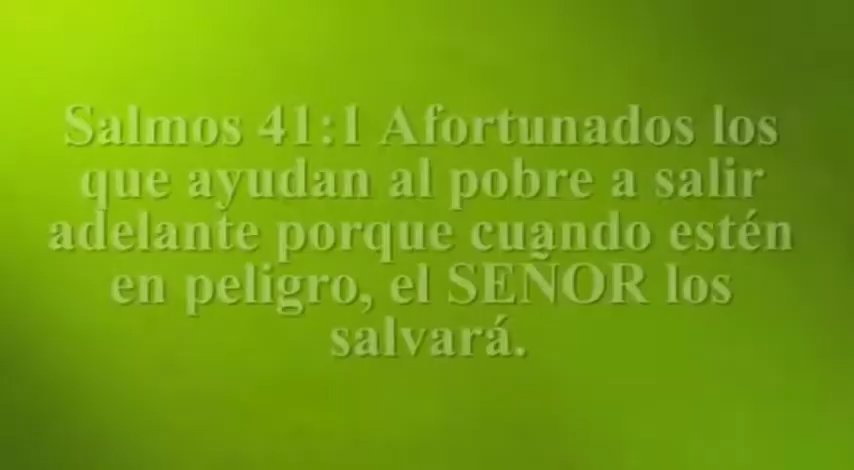 Salmos 41:1 Afortunados los
que ayudan al pobre a salir
adelante porque cuando estén
en peligro, el SEÑOR los
salvará.